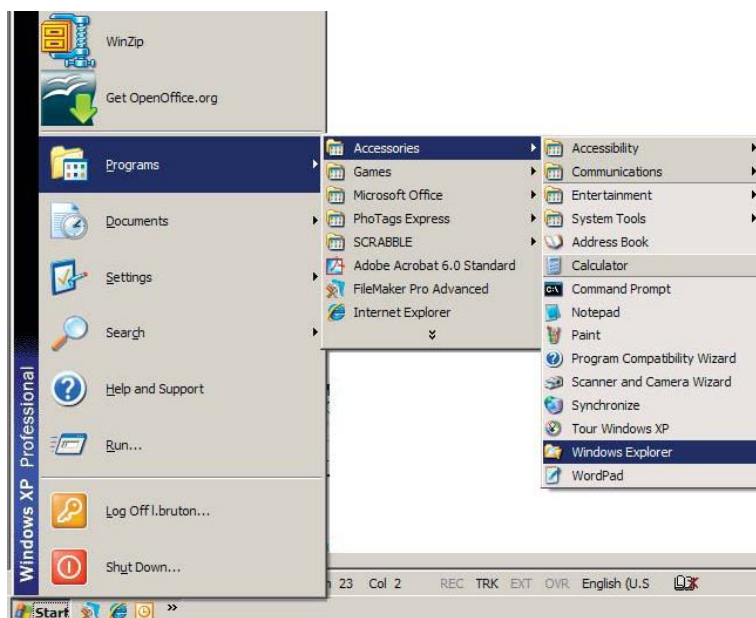 WinZip
Get OpenOffice.org
Programs
Documents
Settings
Search
Help and Support
Run...
Log Off l.bruton...
Shut Down...
Windows XP Professional
Accessories
Games
Microsoft Office
PhoTags Express
SCRABBLE
Adobe Acrobat 6.0 Standard
FileMaker Pro Advanced
Internet Explorer
Accessibility
Communications
Entertainment
System Tools
Address Book
Calculator
Command Prompt
Notepad
Paint
Program Compatibility Wizard
Scanner and Camera Wizard
Synchronize
Tour Windows XP
Windows Explorer
WordPad
23 Col 2 REC TRK EXT OVR English (U.S
Start